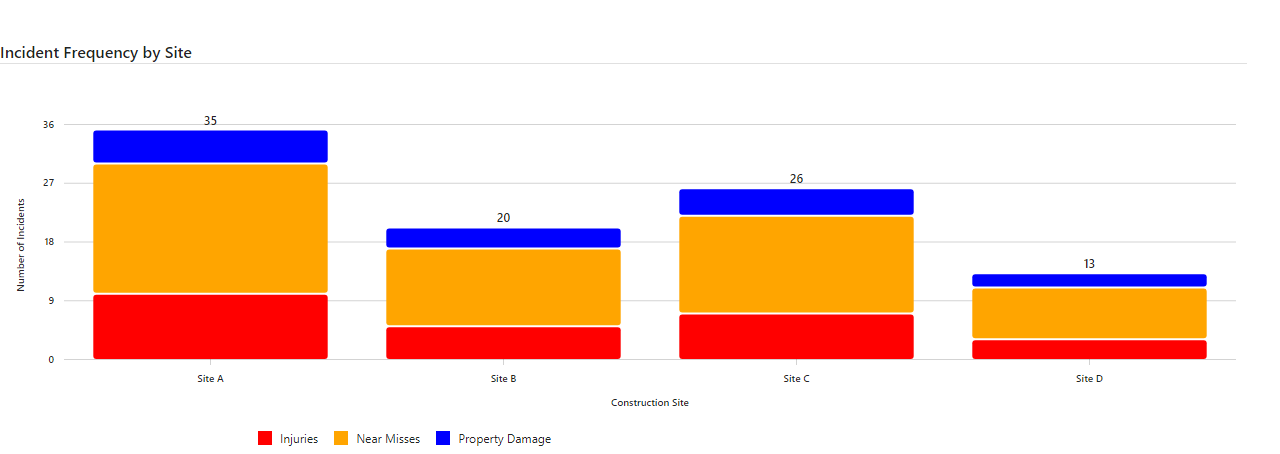 Incident Frequency by Site
35
36
26
27
20
18
13
9
0
Number of Incidents
Site A
Site B
Site C
Site D
Construction Site
Injuries
Near Misses
Property Damage